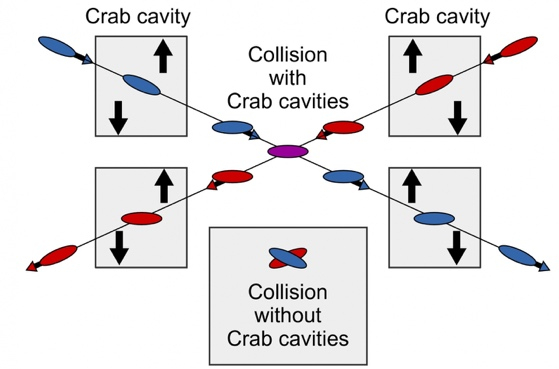 Crab cavity
Crab cavity
Collision
with
Crab cavities
Collision
without
Crab cavities